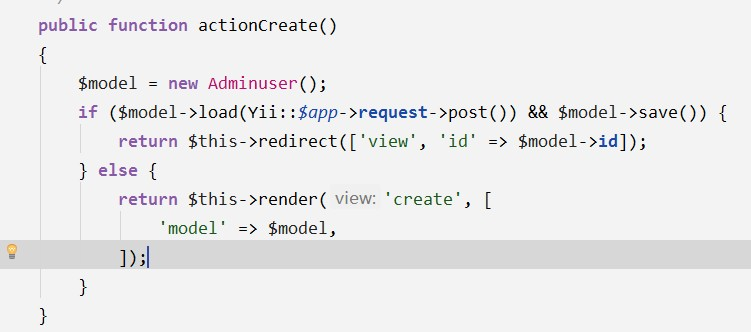 public function actionCreate()
{
$model = new Adminuser();
if ($model->load(Yii::$app->request->post()) && $model->save()) {
return $this->redirect(['view', 'id' => $model->id]);
} else {
return $this->render( view: 'create', [
'model' => $model,
]);
}
}